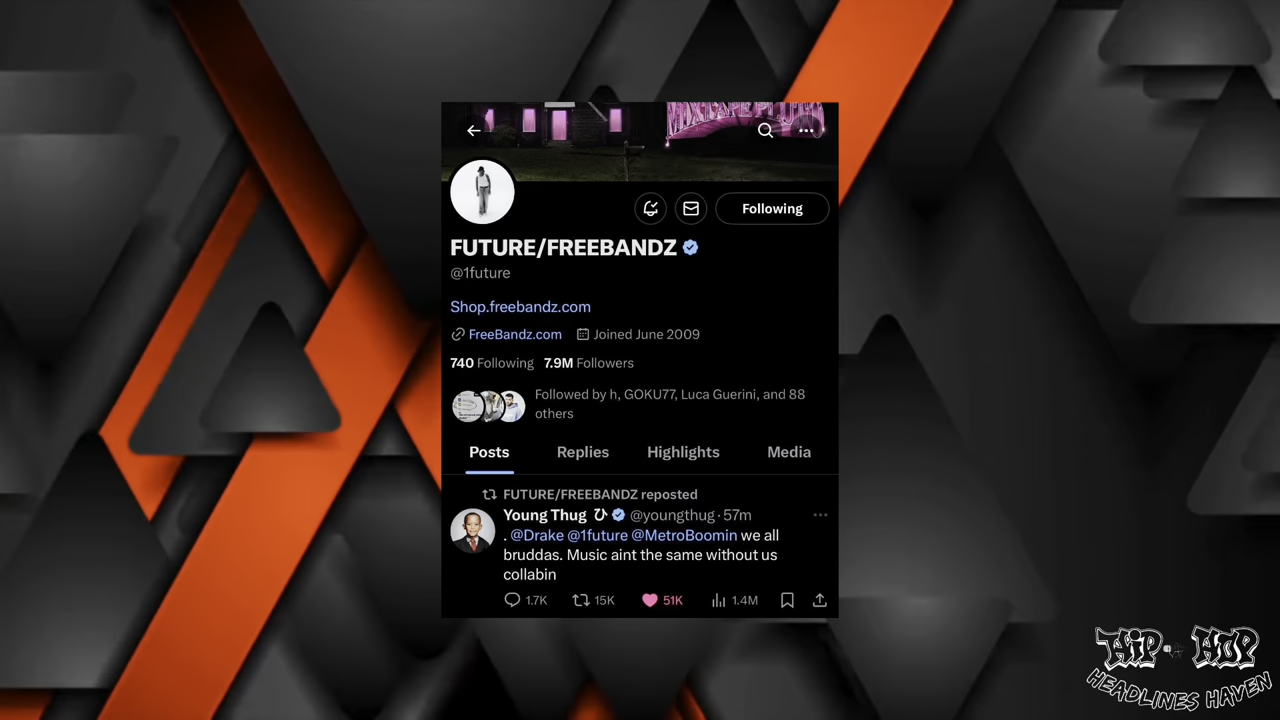 MIXTAPE PLUTO
Following
FUTURE/FREEBANDZ
@1future
Shop.freebandz.com
FreeBandz.com Joined June 2009
740 Following 7.9M Followers
Followed by h, GOKU77, Luca Guerini, and 88
others
Posts Replies Highlights Media
FUTURE/FREEBANDZ reposted
Young Thug ひ @youngthug · 57m
. @Drake @1future @MetroBoomin we all
bruddas. Music aint the same without us
collabin
1.7K 15K 51K 1.4M
HIP HOP
HEADLINES HAVEN